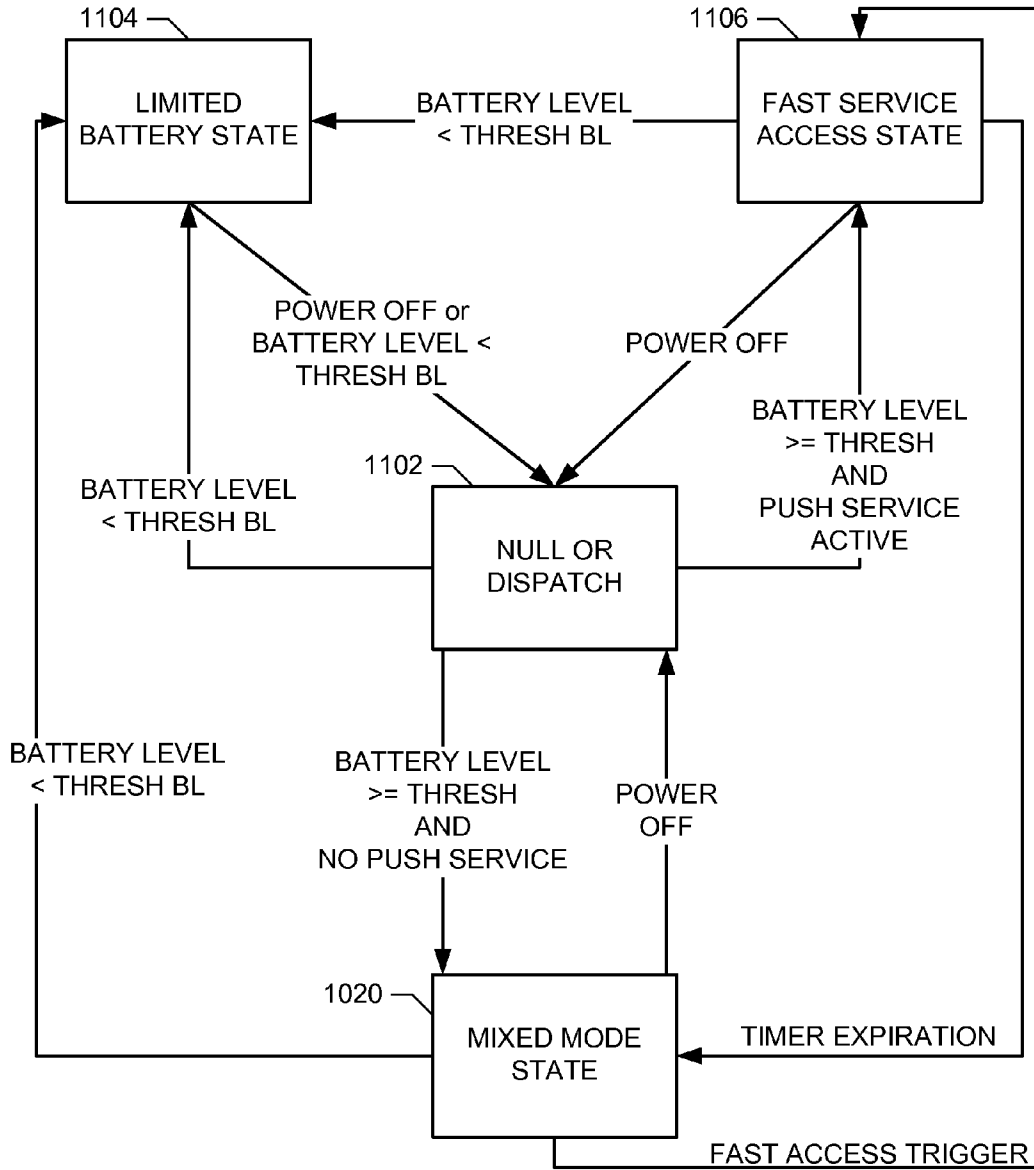 1104
1106
LIMITED
BATTERY STATE
BATTERY LEVEL
< THRESH BL
FAST SERVICE
ACCESS STATE
POWER OFF or
BATTERY LEVEL <
THRESH BL
POWER OFF
BATTERY LEVEL
>= THRESH
AND
PUSH SERVICE
ACTIVE
BATTERY LEVEL
< THRESH BL
1102
NULL OR
DISPATCH
BATTERY LEVEL
< THRESH BL
BATTERY LEVEL
>= THRESH
AND
NO PUSH SERVICE
POWER
OFF
1020
MIXED MODE
STATE
TIMER EXPIRATION
FAST ACCESS TRIGGER